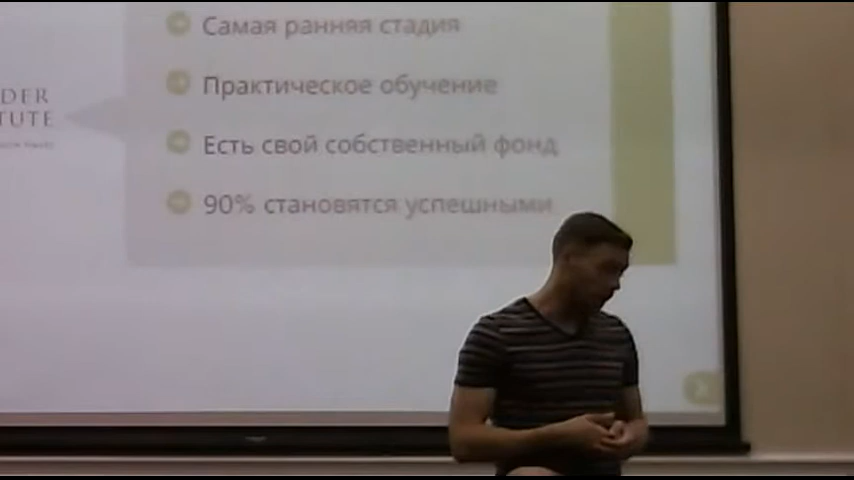 Самая ранняя стадия
DER
Практическое обучение
TUTE
Есть свой собственный фонд
90% становятся успешными